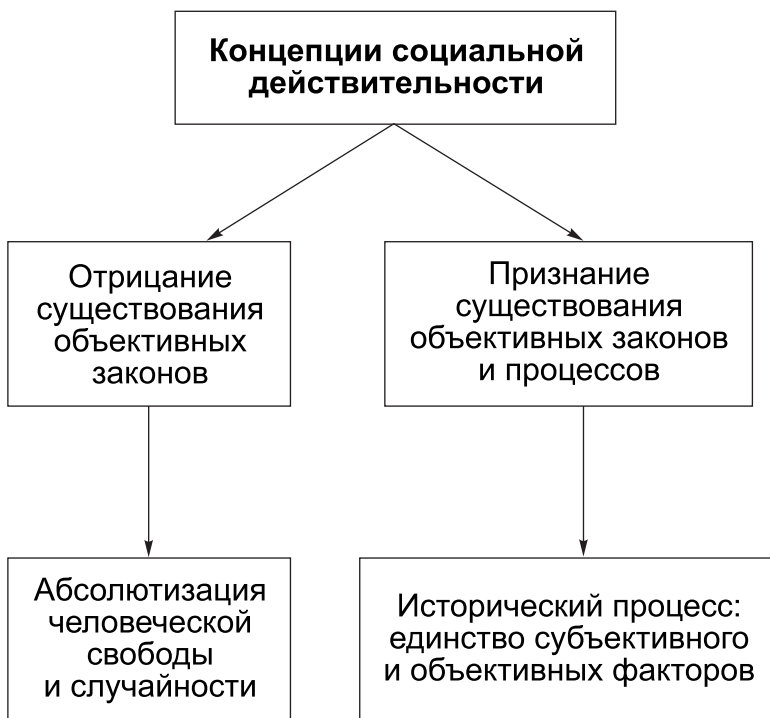 Концепции социальной
действительности
Отрицание
существования
объективных
законов
Признание
существования
объективных законов
и процессов
Абсолютизация
человеческой
свободы
и случайности
Исторический процесс:
единство субъективного
и объективных факторов